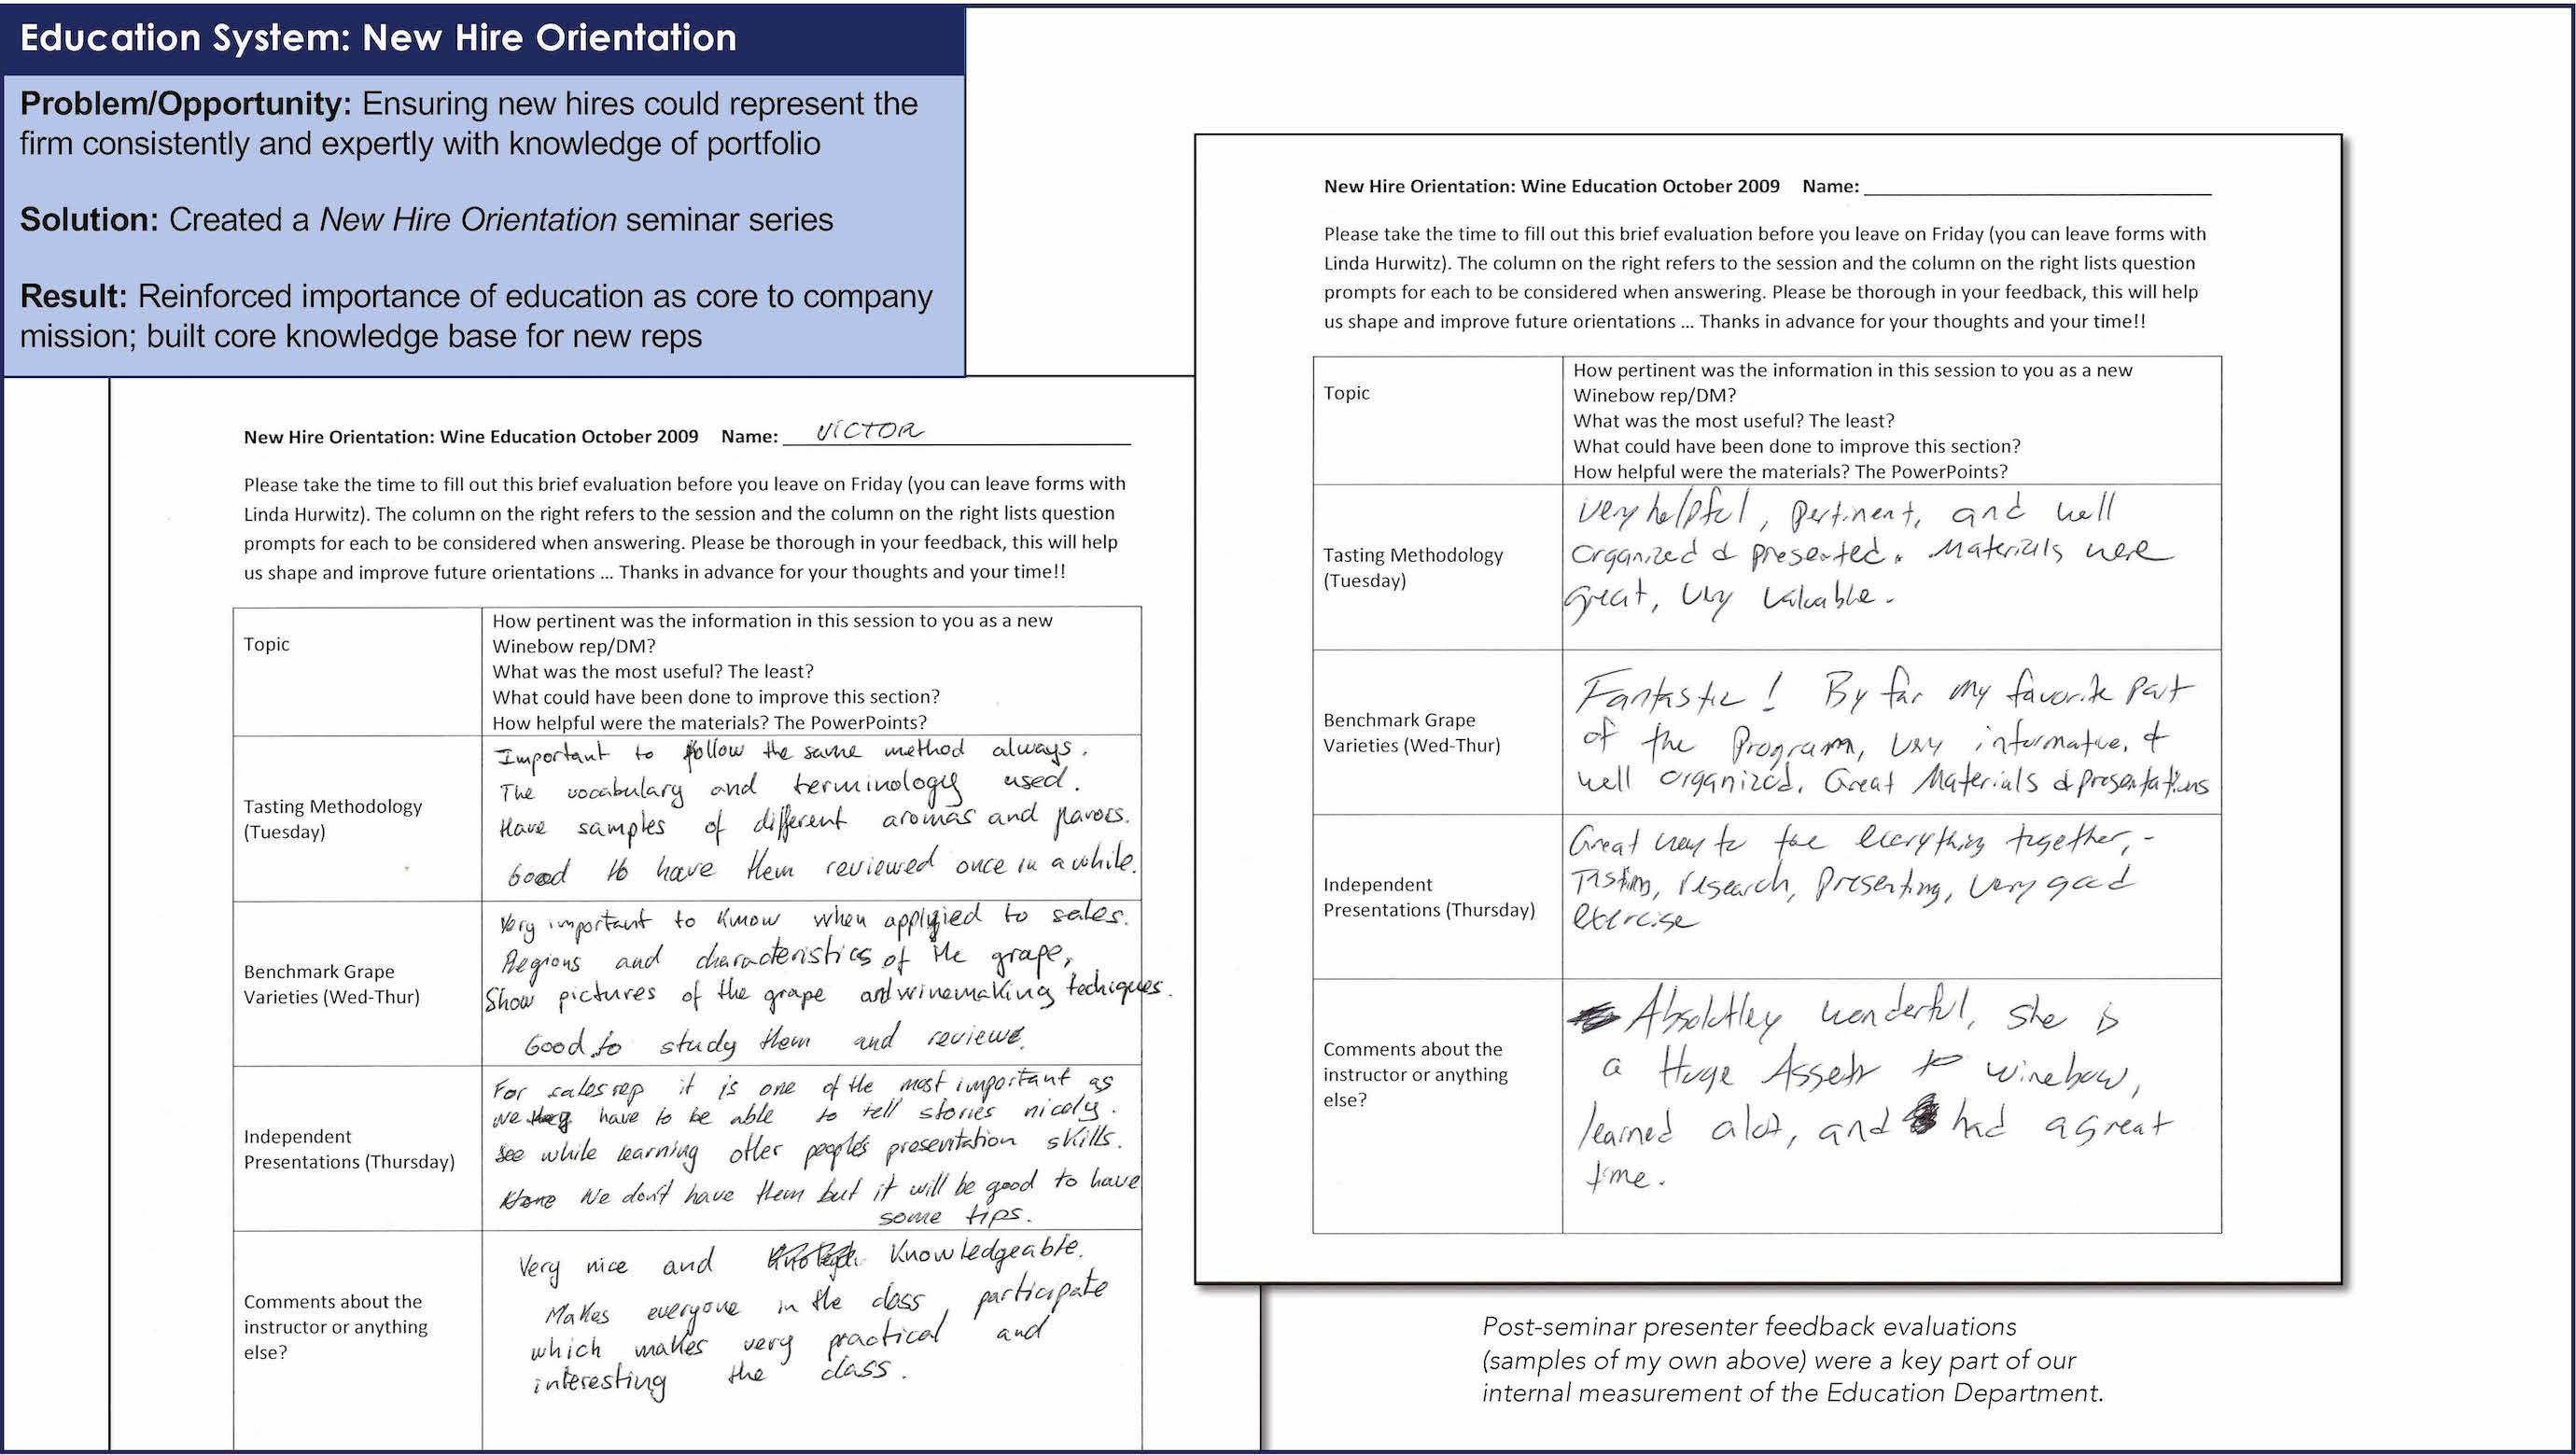 Education System: New Hire Orientation
Problem/Opportunity: Ensuring new hires could represent the
firm consistently and expertly with knowledge of portfolio
Solution: Created a New Hire Orientation seminar series
Result: Reinforced importance of education as core to company
mission; built core knowledge base for new reps
New Hire Orientation: Wine Education October 2009 Name: VICTOR
Please take the time to fill out this brief evaluation before you leave on Friday (you can leave forms with
Linda Hurwitz). The column on the right refers to the session and the column on the right lists question
prompts for each to be considered when answering. Please be thorough in your feedback, this will help
us shape and improve future orientations ... Thanks in advance for your thoughts and your time!!
Topic
How pertinent was the information in this session to you as a new
Winebow rep/DM?
What was the most useful? The least?
What could have been done to improve this section?
How helpful were the materials? The PowerPoints?
Tasting Methodology
(Tuesday)
Important to follow the same method always.
The vocabulary and terminology used.
Have samples of different aromas and flavors.
Good to have them reviewed once in a while.
Benchmark Grape
Varieties (Wed-Thur)
Very important to know when applied to sales.
Regions and characteristics of the grape,
Show pictures of the grape and winemaking techiques.
Good to study them and review.
Independent
Presentations (Thursday)
For sales rep it is one of the most important as
we have to be able to tell stories nicely.
See while learning other people's presentation skills.
We don't have them but it will be good to have
some tips.
Comments about the
instructor or anything
else?
Very nice and Knowledgeable.
Makes everyone in the class, participate
which makes very practical and
interesting the class.
New Hire Orientation: Wine Education October 2009 Name:
Please take the time to fill out this brief evaluation before you leave on Friday (you can leave forms with
Linda Hurwitz). The column on the right refers to the session and the column on the right lists question
prompts for each to be considered when answering. Please be thorough in your feedback, this will help
us shape and improve future orientations ... Thanks in advance for your thoughts and your time!!
Topic
How pertinent was the information in this session to you as a new
Winebow rep/DM?
What was the most useful? The least?
What could have been done to improve this section?
How helpful were the materials? The PowerPoints?
Tasting Methodology
(Tuesday)
Very helpful, pertinent, and well
organized & presented. Materials were
great, very valuable.
Benchmark Grape
Varieties (Wed-Thur)
Fantastic! By far my favorite part
of the Program, very informative, &
well organized. Great Materials & presentations
Independent
Presentations (Thursday)
Great way to tie everything together, -
Tasting, research, presenting, very good
exercise
Comments about the
instructor or anything
else?
Absolutley wonderful, she is
a Huge Asset to winebow,
learned alot, and had a great
time.
Post-seminar presenter feedback evaluations
(samples of my own above) were a key part of our
internal measurement of the Education Department.